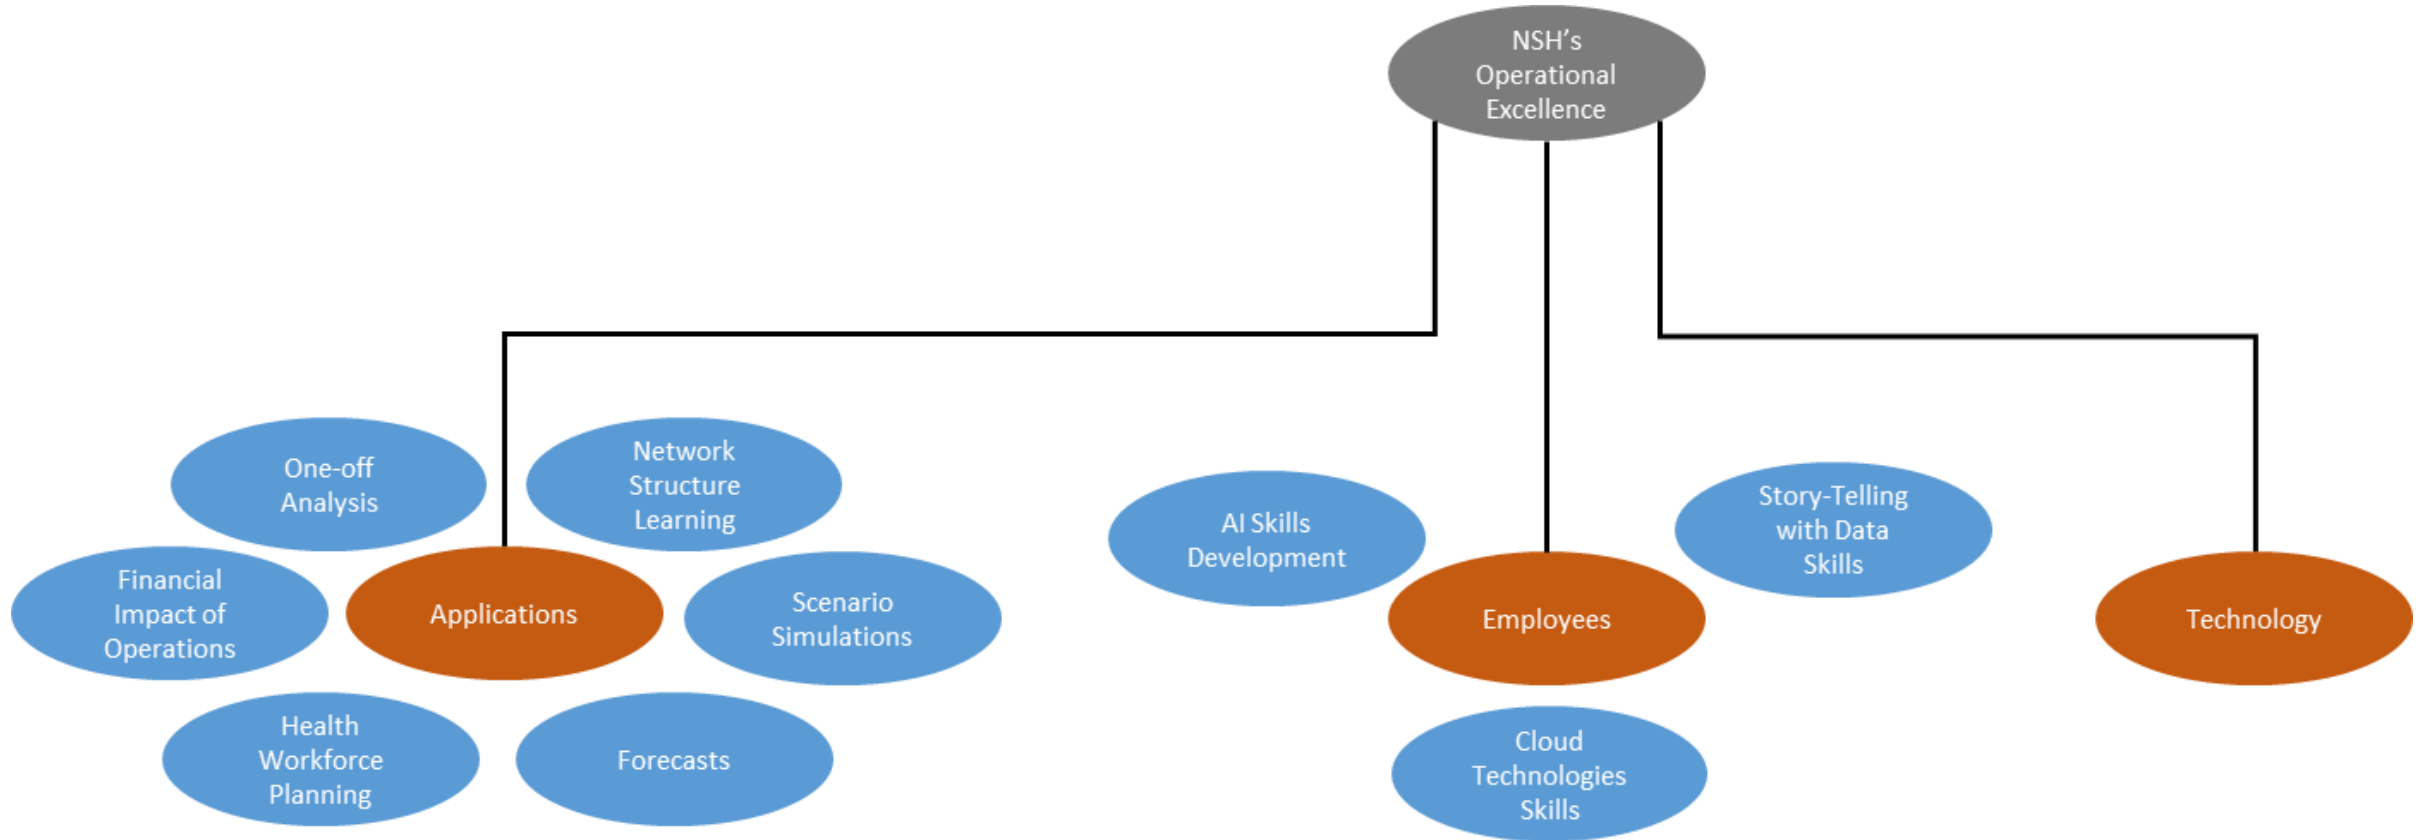 NSH’s
Operational
Excellence
One-off
Analysis
Network
Structure
Learning
Financial
Impact of
Operations
Applications
Scenario
Simulations
Health
Workforce
Planning
Forecasts
AI Skills
Development
Story-Telling
with Data
Skills
Employees
Cloud
Technologies
Skills
Technology